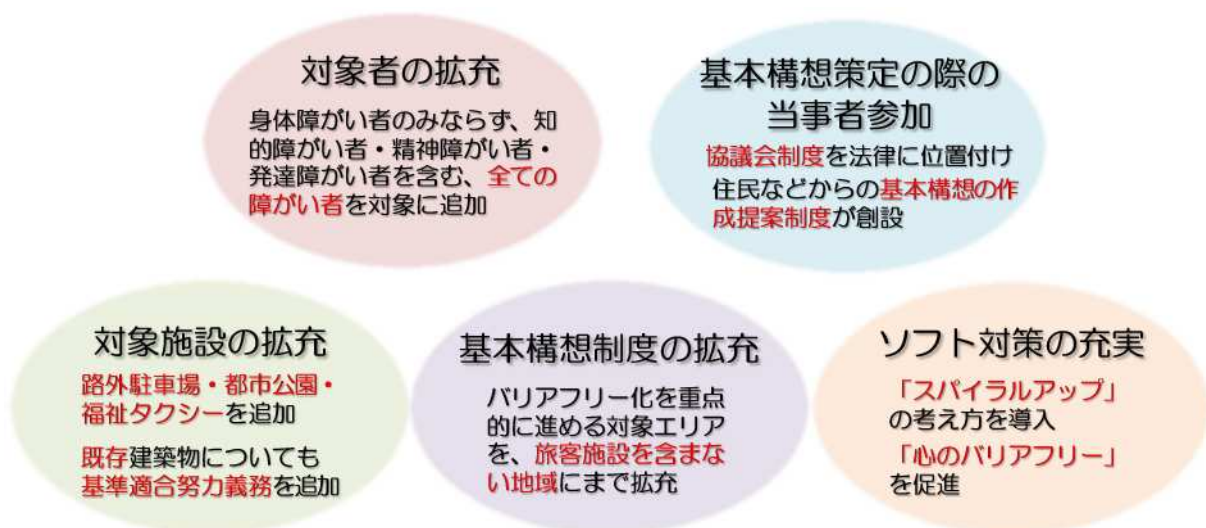 対象者の拡充
身体障がい者のみならず、知
的障がい者・精神障がい者・
発達障がい者を含む、全ての
障がい者を対象に追加
基本構想策定の際の
当事者参加
協議会制度を法律に位置付け
住民などからの基本構想の作
成提案制度が創設
対象施設の拡充
路外駐車場・都市公園・
福祉タクシーを追加
既存建築物についても
基準適合努力義務を追加
基本構想制度の拡充
バリアフリー化を重点
的に進める対象エリア
を、旅客施設を含まな
い地域にまで拡充
ソフト対策の充実
「スパイラルアップ」
の考え方を導入
「心のバリアフリー」
を促進